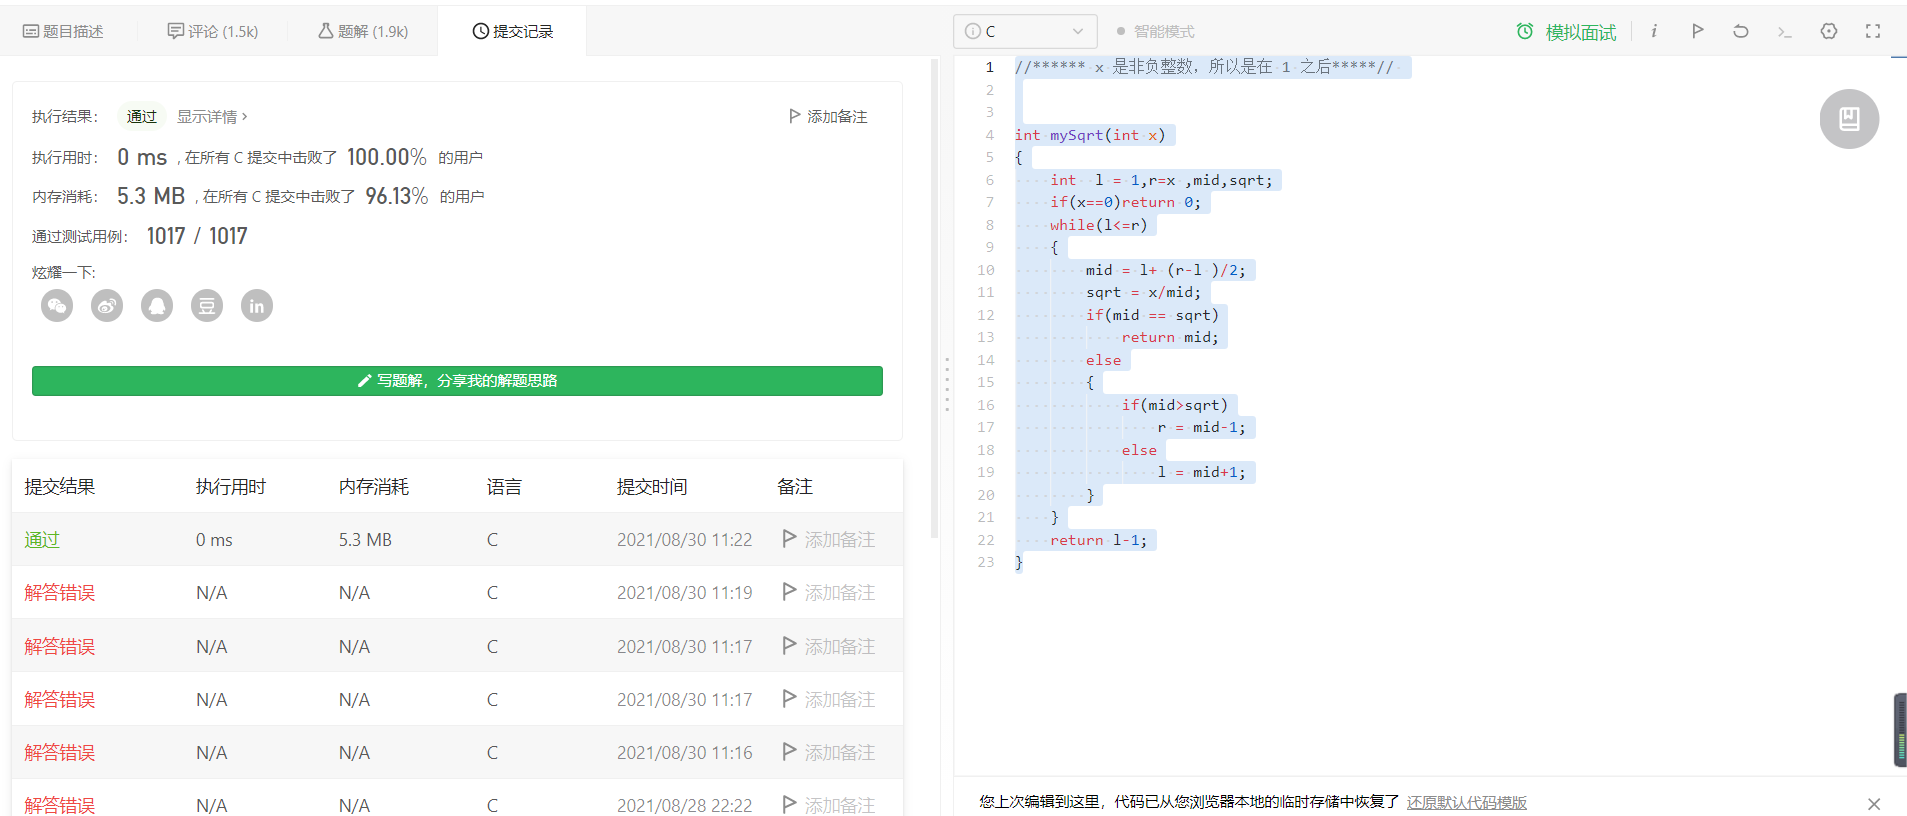 题目描述
评论 (1.5k)
题解 (1.9k)
提交记录
C
智能模式
模拟面试
执行结果：
通过
显示详情 ›
添加备注
执行用时： 0 ms , 在所有 C 提交中击败了 100.00% 的用户
内存消耗： 5.3 MB , 在所有 C 提交中击败了 96.13% 的用户
通过测试用例： 1017 / 1017
炫耀一下:
豆
in
写题解，分享我的解题思路
提交结果 执行用时 内存消耗 语言 提交时间 备注
通过 0 ms 5.3 MB C 2021/08/30 11:22 添加备注
解答错误 N/A N/A C 2021/08/30 11:19 添加备注
解答错误 N/A N/A C 2021/08/30 11:17 添加备注
解答错误 N/A N/A C 2021/08/30 11:17 添加备注
解答错误 N/A N/A C 2021/08/30 11:16 添加备注
解答错误 N/A N/A C 2021/08/28 22:22 添加备注
1 //****** x 是非负整数，所以是在 1 之后*****//
2
3
4 int mySqrt(int x)
5 {
6 int l = 1,r=x ,mid,sqrt;
7 if(x==0)return 0;
8 while(l<=r)
9 {
10 mid = l+ (r-l )/2;
11 sqrt = x/mid;
12 if(mid == sqrt)
13 return mid;
14 else
15 {
16 if(mid>sqrt)
17 r = mid-1;
18 else
19 l = mid+1;
20 }
21 }
22 return l-1;
23 }
您上次编辑到这里，代码已从您浏览器本地的临时存储中恢复了 还原默认代码模版